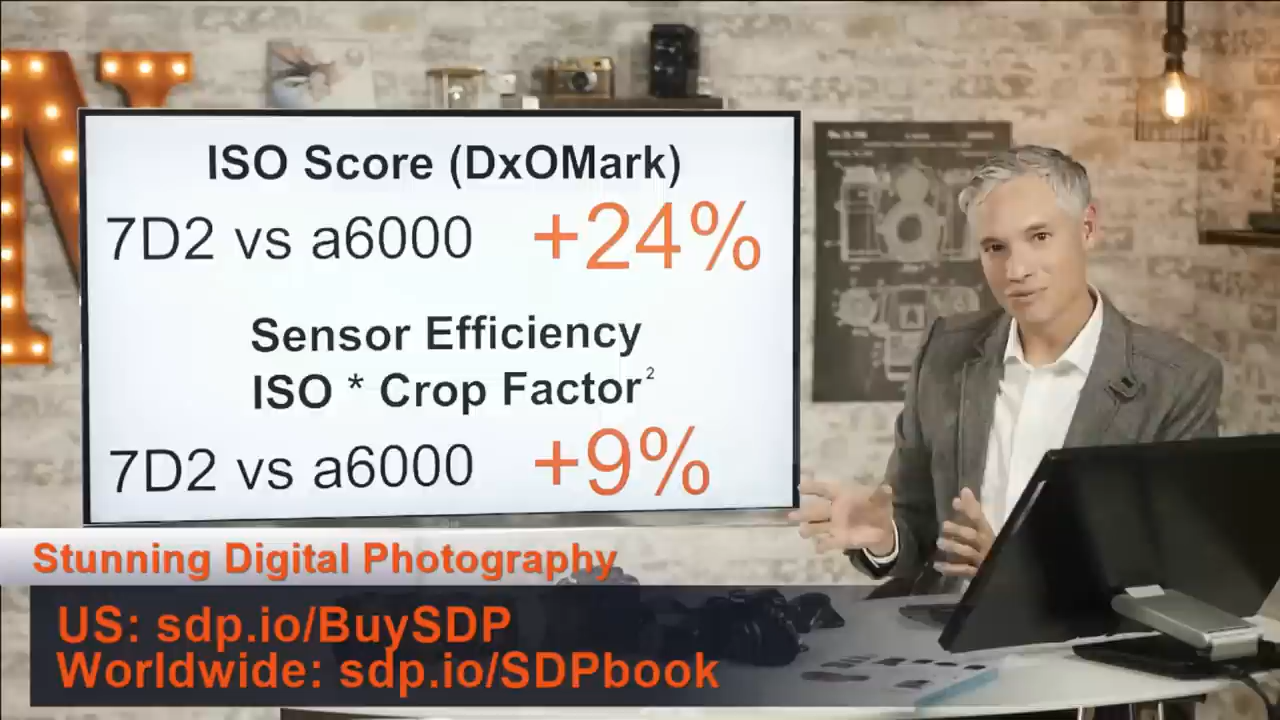 N
ISO Score (DxOMark)
7D2 vs a6000 +24%
Sensor Efficiency
ISO * Crop Factor²
7D2 vs a6000 +9%
Stunning Digital Photography
US: sdp.io/BuySDP
Worldwide: sdp.io/SDPbook